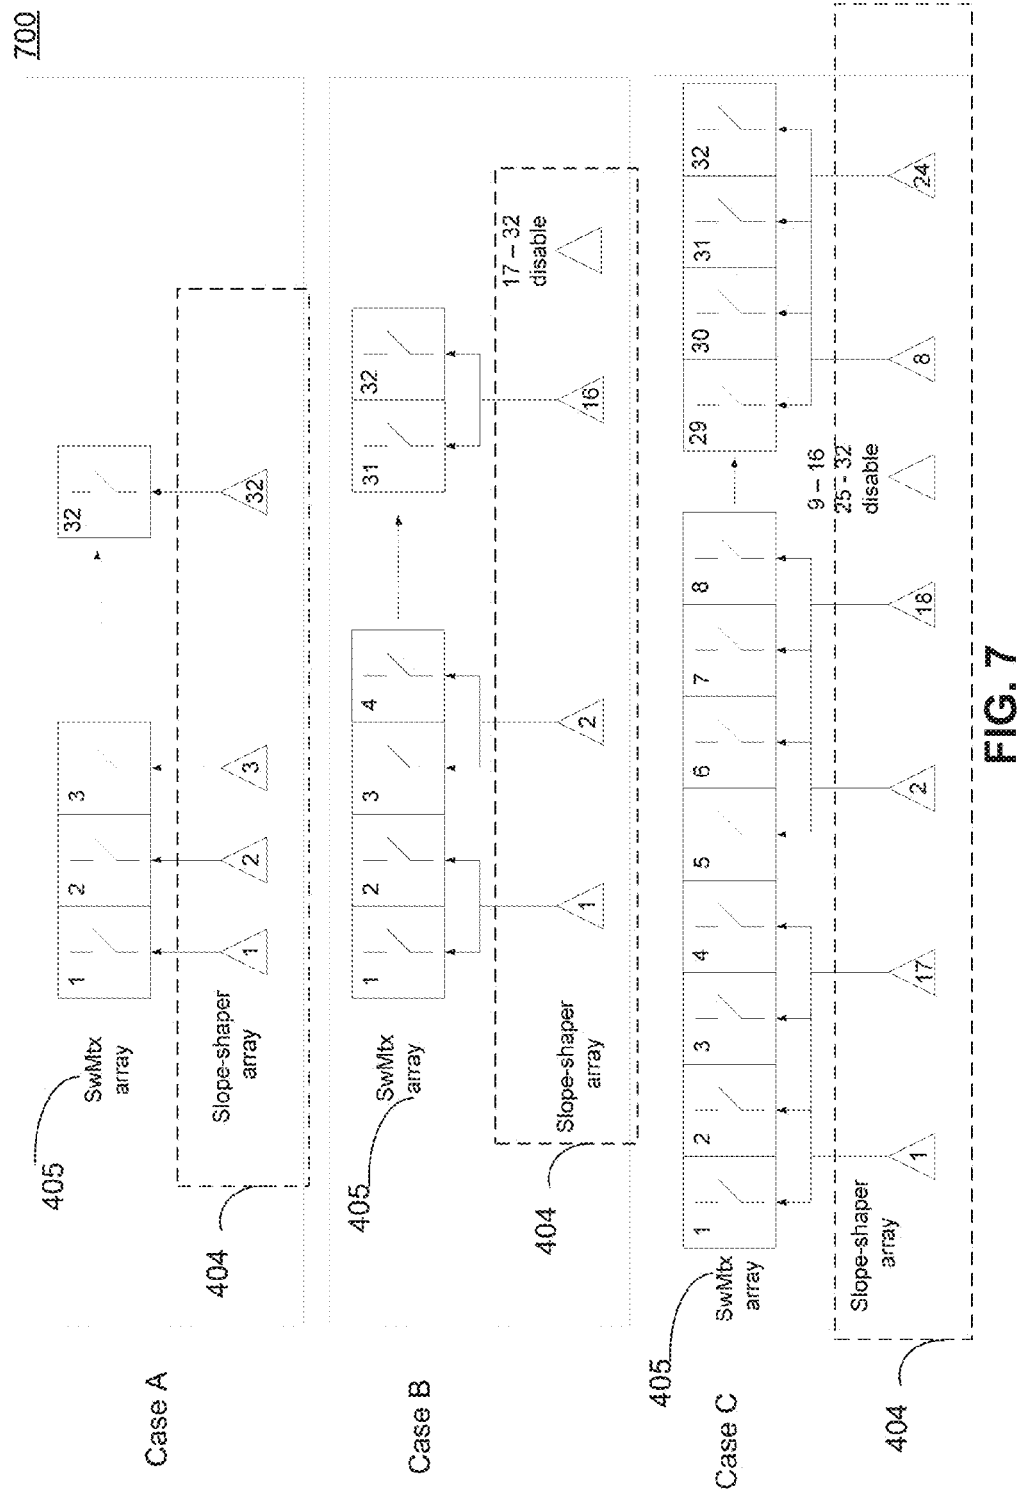 700
Case A
405
SwMtx
array
1
2
3
32
404
Slope-shaper
array
1
2
3
32
Case B
405
SwMtx
array
1
2
3
4
31
32
404
Slope-shaper
array
1
2
16
17 – 32
disable
Case C
405
SwMtx
array
1
2
3
4
5
6
7
8
29
30
31
32
404
Slope-shaper
array
1
17
2
18
9 – 16
25 - 32
disable
8
24
FIG. 7